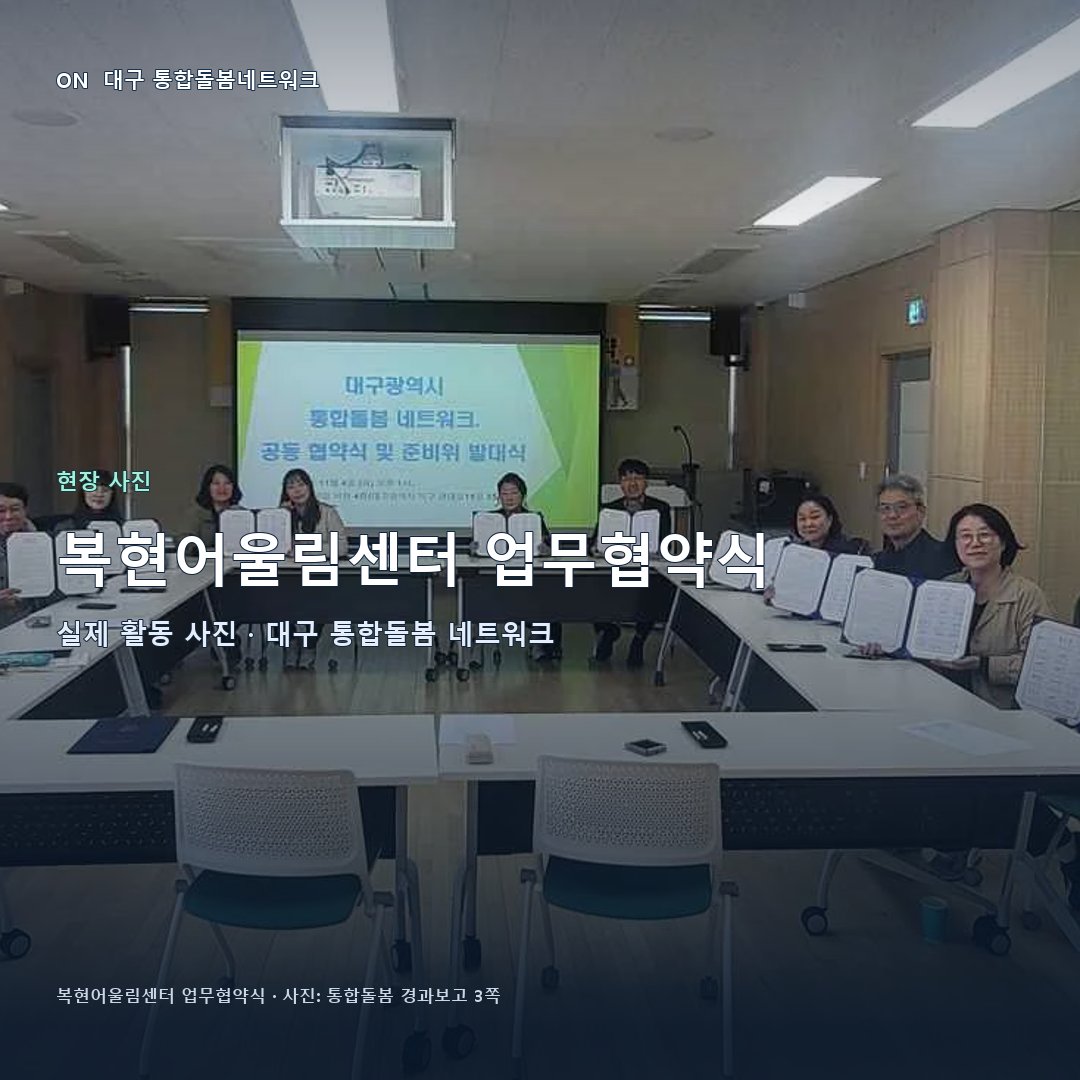 ON 대구 통합돌봄네트워크
대구광역시
통합돌봄 네트워크.
공동 협약식 및 준비위 발대식
현장 사진
복현어울림센터 업무협약식
실제 활동 사진 · 대구 통합돌봄 네트워크
복현어울림센터 업무협약식 · 사진: 통합돌봄 경과보고 3쪽